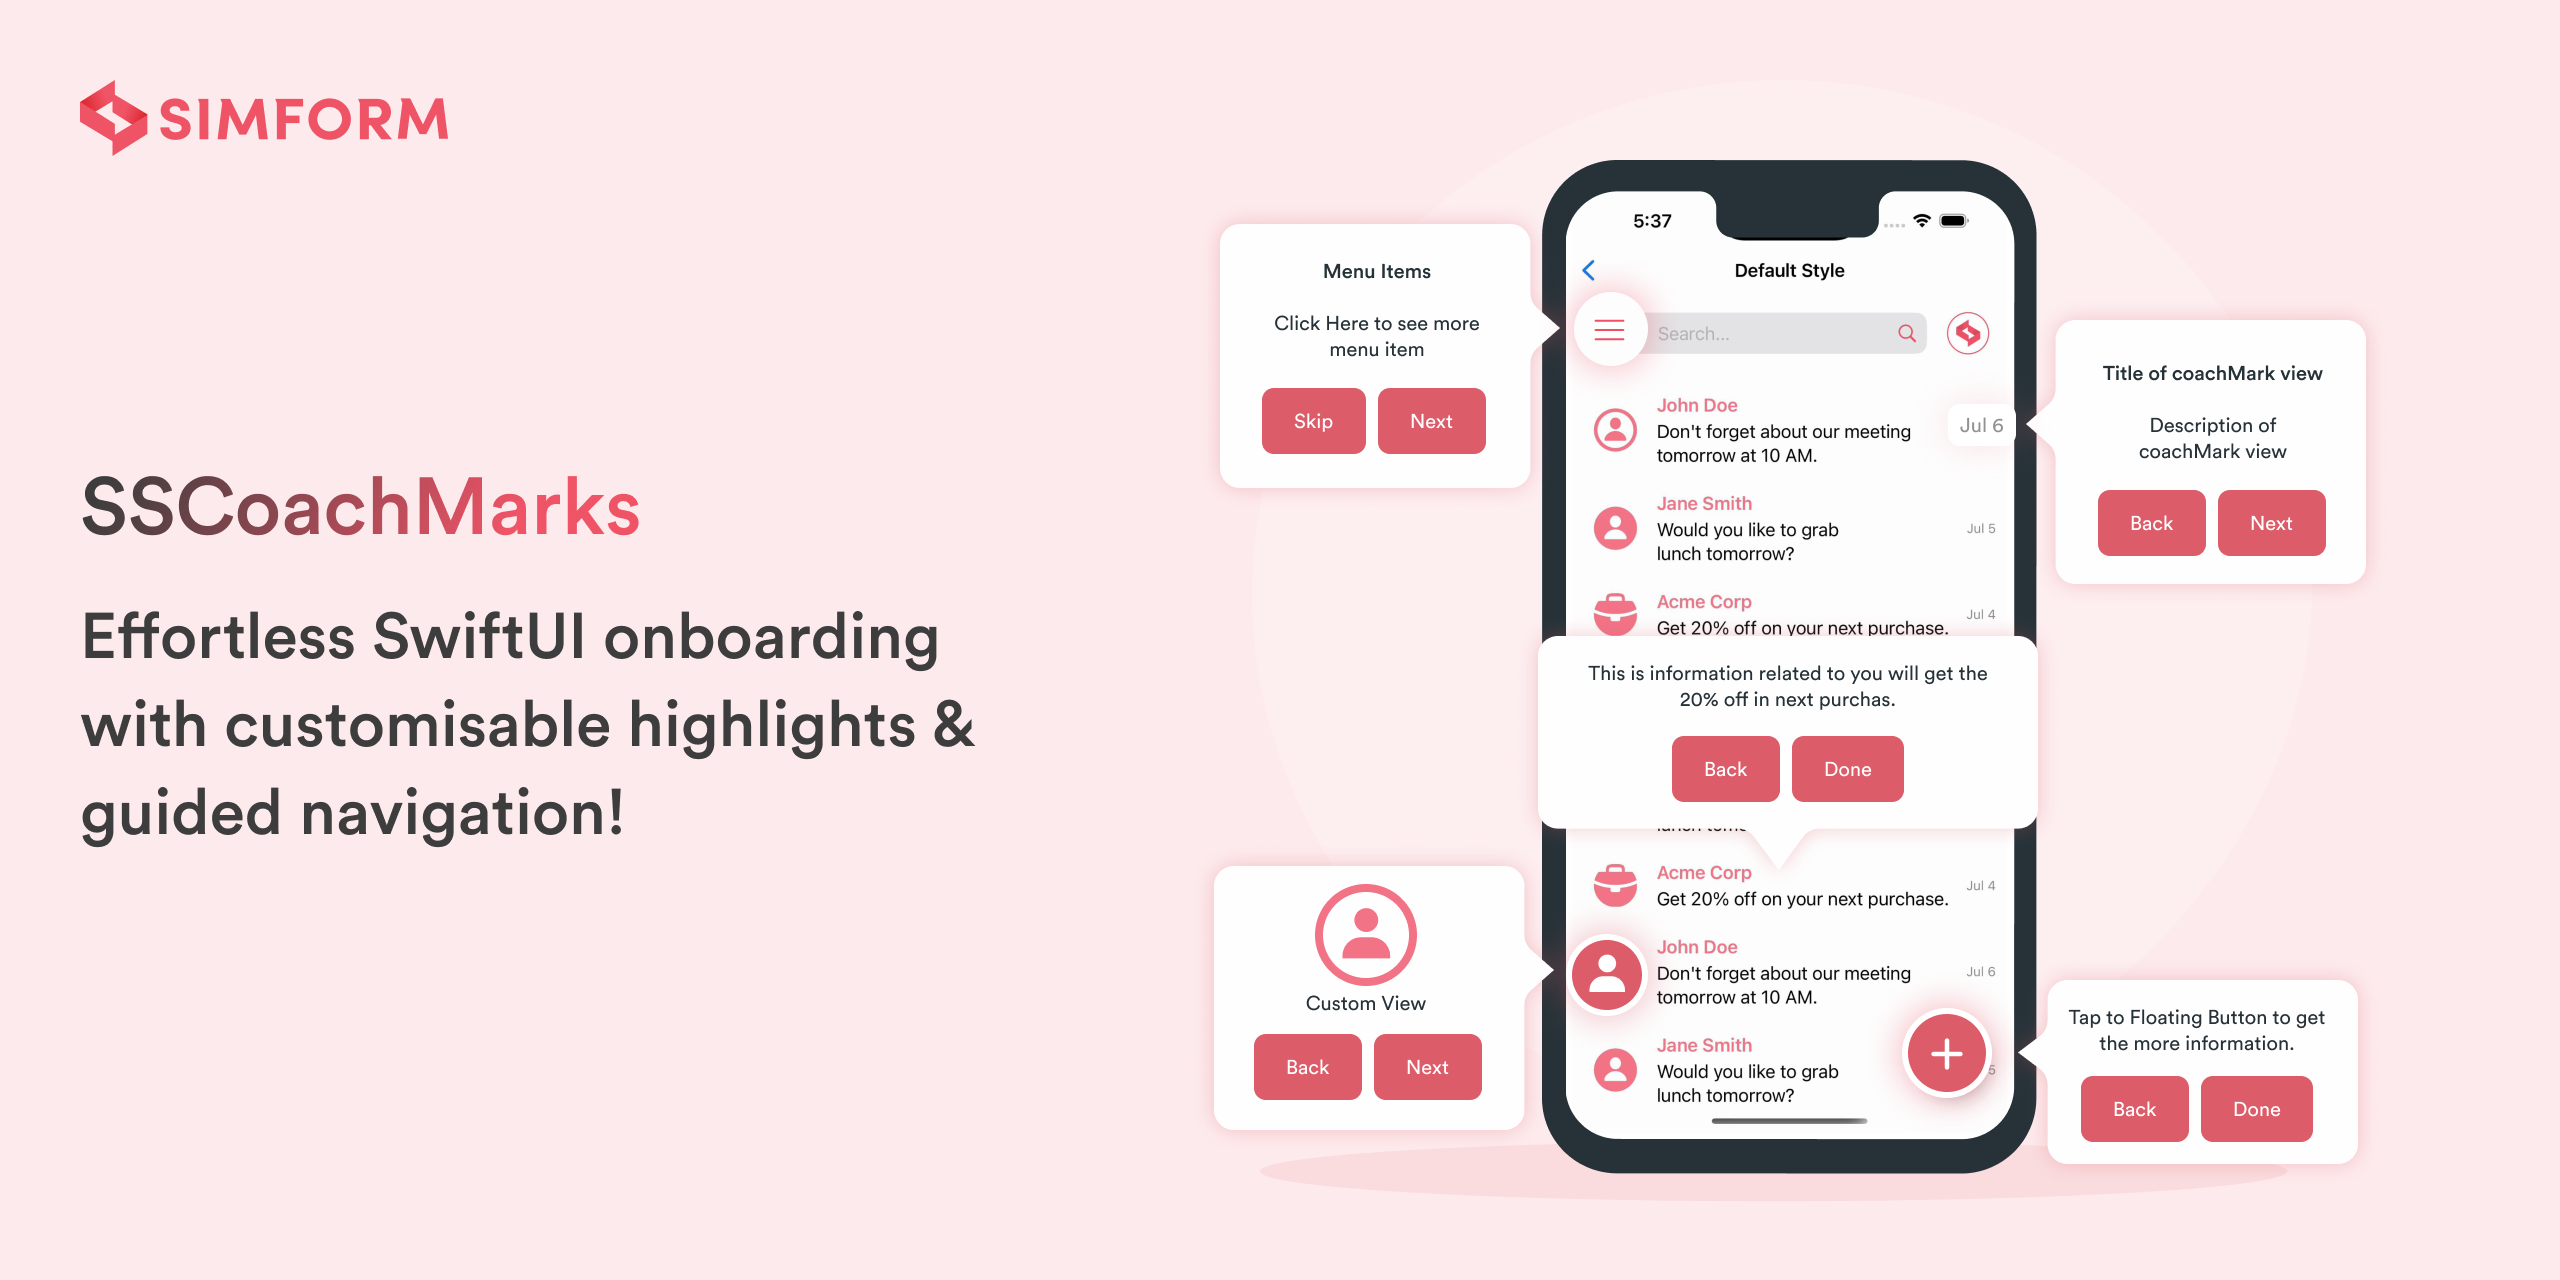 SIMFORM
SSCoachMarks
Effortless SwiftUI onboarding
with customisable highlights &
guided navigation!
Menu Items
Click Here to see more
menu item
Skip
Next
5:37
Default Style
Search...
John Doe
Don't forget about our meeting
tomorrow at 10 AM.
Jul 6
Jane Smith
Would you like to grab
lunch tomorrow?
Jul 5
Acme Corp
Get 20% off on your next purchase.
Jul 4
Title of coachMark view
Description of
coachMark view
Back
Next
This is information related to you will get the
20% off in next purchas.
Back
Done
Acme Corp
Get 20% off on your next purchase.
Jul 4
John Doe
Don't forget about our meeting
tomorrow at 10 AM.
Jul 6
Jane Smith
Would you like to grab
lunch tomorrow?
5
Custom View
Back
Next
Tap to Floating Button to get
the more information.
Back
Done